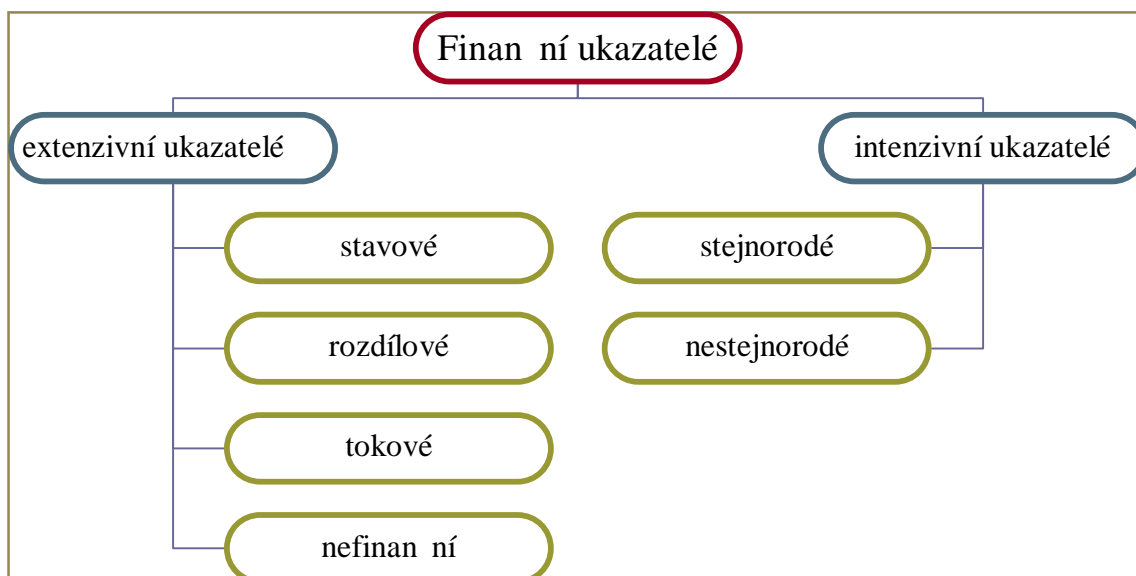 Finan ní ukazatelé
extenzivní ukazatelé
intenzivní ukazatelé
stavové
stejnorodé
rozdílové
nestejnorodé
tokové
nefinan ní